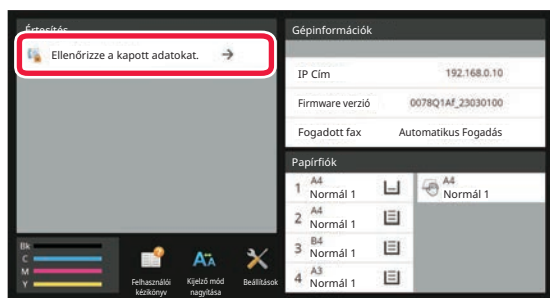 Értesítés
Ellenőrizze a kapott adatokat.
Gépinformációk
IP Cím 192.168.0.10
Firmware verzió 0078Q1Af_23030100
Fogadott fax Automatikus Fogadás
Papírfiók
1 A4
Normál 1
A4
Normál 1
2 A4
Normál 1
3 B4
Normál 1
4 A3
Normál 1
Bk
C
M
Y
Felhasználói
kézikönyv
Kijelző mód
nagyítása
Beállítások